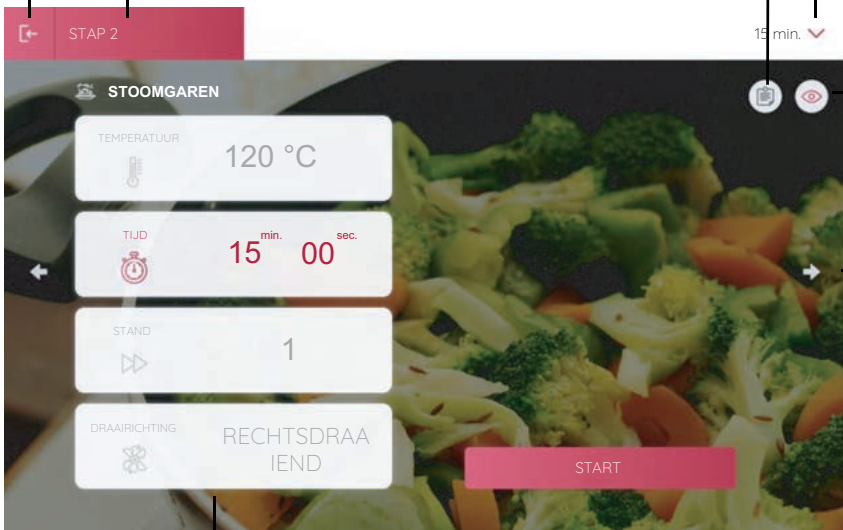 STAP 2
15 min.
STOOMGAREN
TEMPERATUUR
120 °C
TIJD
15 min. 00 sec.
STAND
1
DRAAIRICHTING
RECHTSDRAA
IEND
START